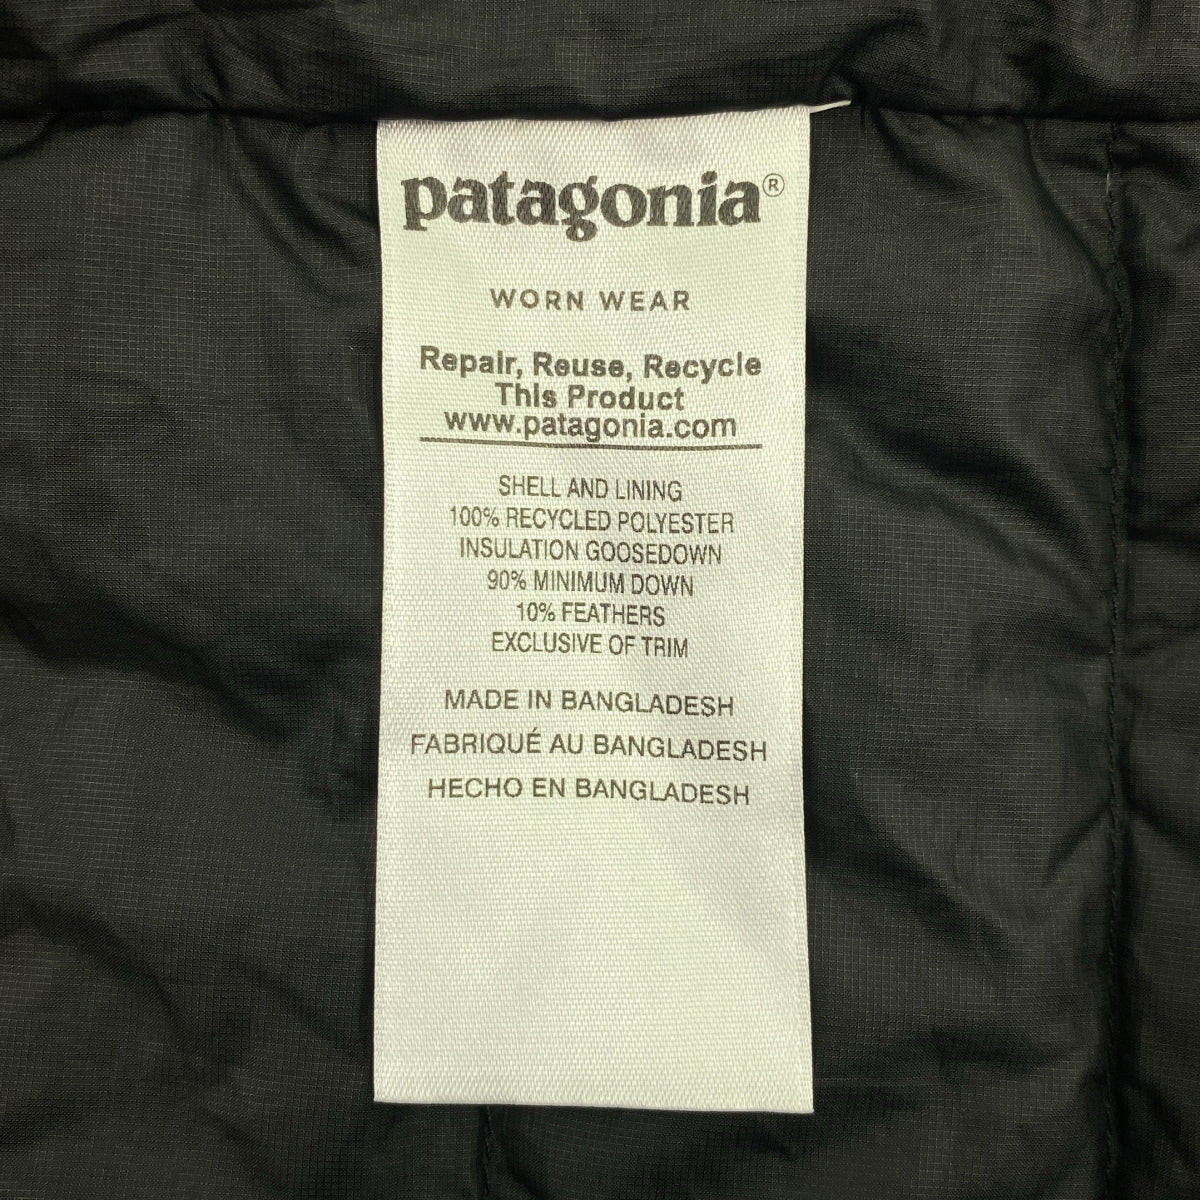 patagonia®
WORN WEAR
Repair, Reuse, Recycle
This Product
www.patagonia.com
SHELL AND LINING
100% RECYCLED POLYESTER
INSULATION GOOSEDOWN
90% MINIMUM DOWN
10% FEATHERS
EXCLUSIVE OF TRIM
MADE IN BANGLADESH
FABRIQUÉ AU BANGLADESH
HECHO EN BANGLADESH